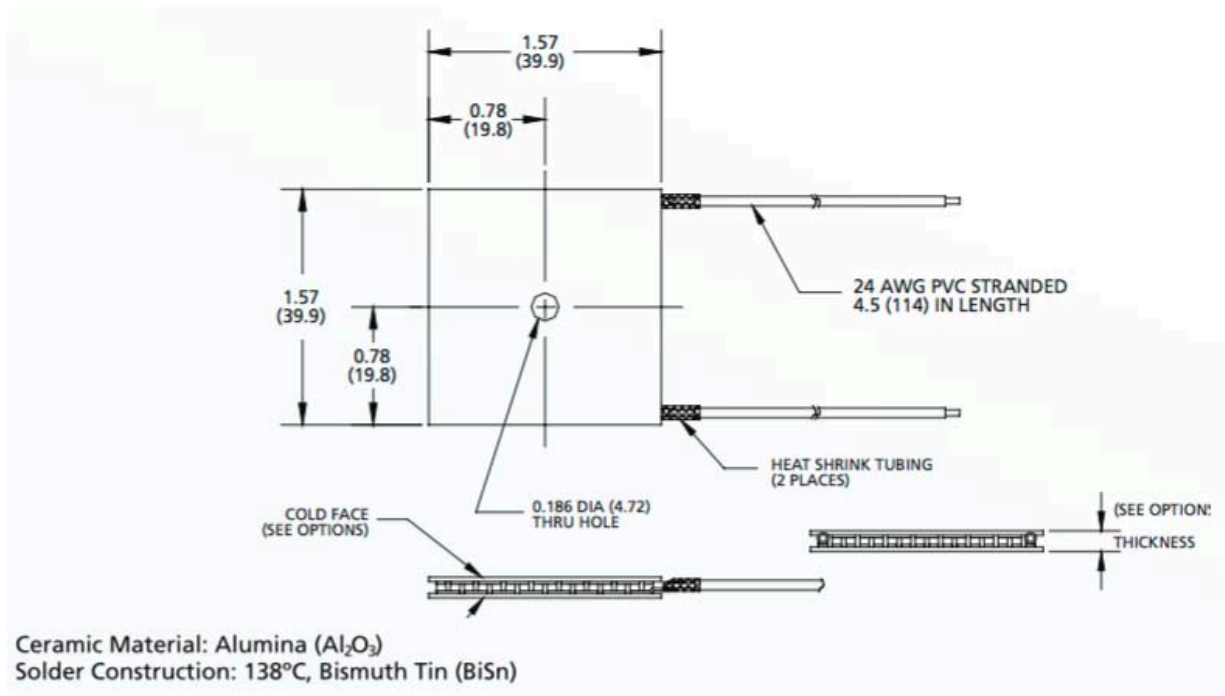 1.57
(39.9)
0.78
(19.8)
1.57
(39.9)
0.78
(19.8)
24 AWG PVC STRANDED
4.5 (114) IN LENGTH
HEAT SHRINK TUBING
(2 PLACES)
0.186 DIA (4.72)
THRU HOLE
COLD FACE
(SEE OPTIONS)
(SEE OPTION
THICKNESS
Ceramic Material: Alumina (Al₂O₃)
Solder Construction: 138ºC, Bismuth Tin (BiSn)